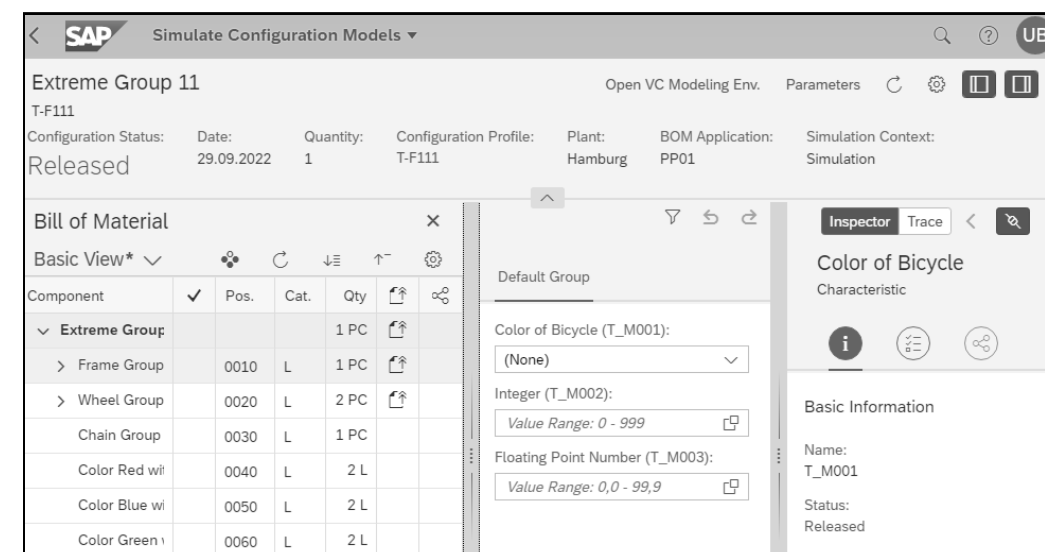 SAP Simulate Configuration Models UE
Extreme Group 11 Open VC Modeling Env. Parameters
T-F111
Configuration Status: Date: Quantity: Configuration Profile: Plant: BOM Application: Simulation Context:
Released 29.09.2022 1 T-F111 Hamburg PP01 Simulation
Bill of Material
Basic View*
Component Pos. Cat. Qty
Extreme Group 1 PC
Frame Group 0010 L 1 PC
Wheel Group 0020 L 2 PC
Chain Group 0030 L 1 PC
Color Red wit 0040 L 2 L
Color Blue wi 0050 L 2 L
Color Green 0060 L 2 L
Default Group
Color of Bicycle (T_M001):
(None)
Integer (T_M002):
Value Range: 0 - 999
Floating Point Number (T_M003):
Value Range: 0,0 - 99,9
Inspector Trace
Color of Bicycle
Characteristic
Basic Information
Name:
T_M001
Status:
Released